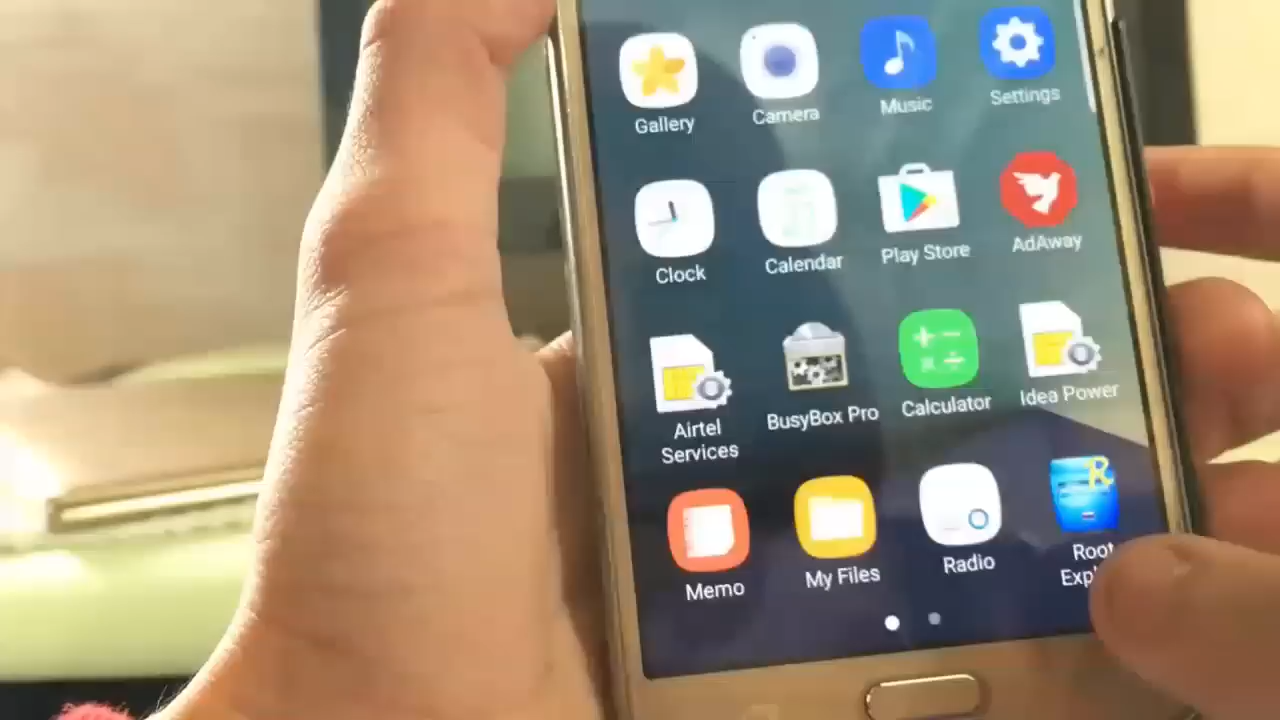 Gallery
Camera
Music
Settings
Clock
Calendar
Play Store
AdAway
Airtel
Services
BusyBox Pro
Calculator
Idea Power
Memo
My Files
Radio
Root